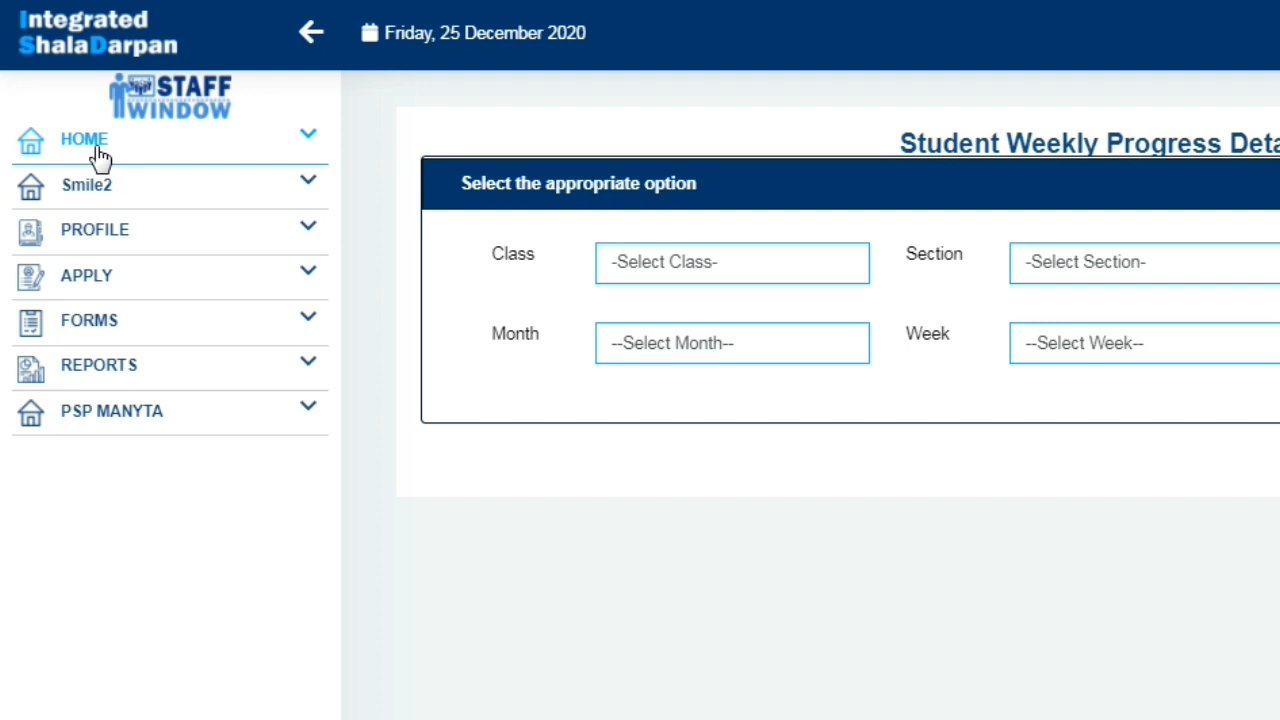 Integrated
ShalaDarpan
Friday, 25 December 2020
STAFF
WINDOW
HOME
Smile2
PROFILE
APPLY
FORMS
REPORTS
PSP MANYTA
Student Weekly Progress Deta
Select the appropriate option
Class
-Select Class-
Section
-Select Section-
Month
--Select Month--
Week
--Select Week--